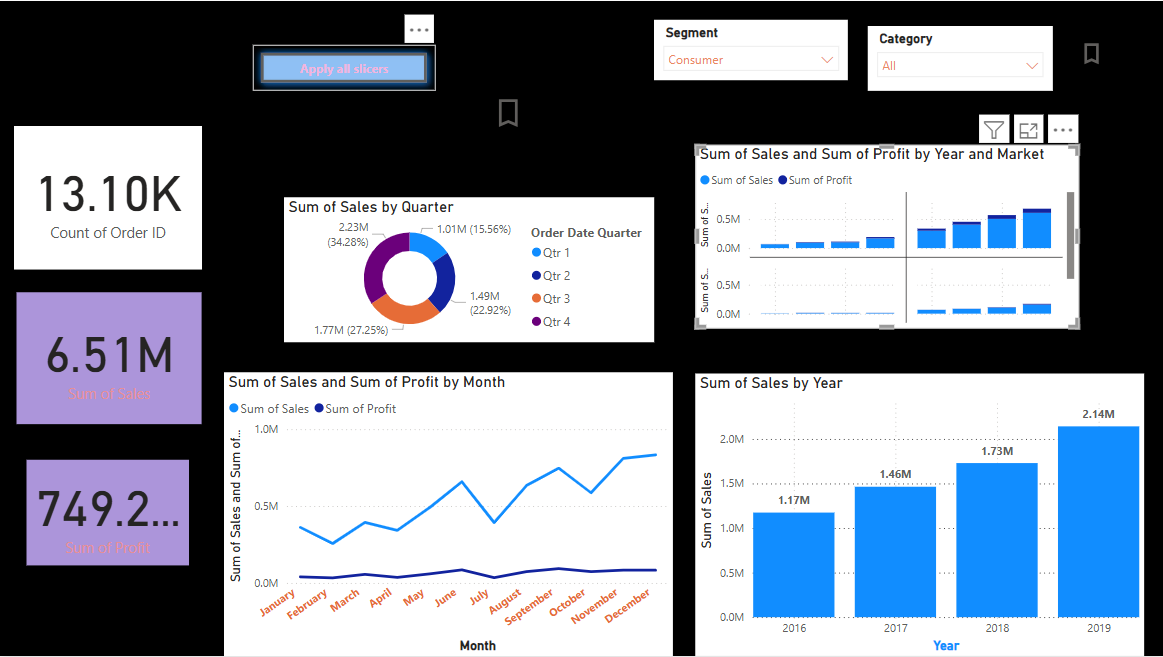 Apply all slicers
Segment
Consumer
Category
All
13.10K
Count of Order ID
6.51M
Sum of Sales
749.2...
Sum of Profit
Sum of Sales by Quarter
2.23M
(34.28%)
1.01M (15.56%)
1.49M
(22.92%)
1.77M (27.25%)
Order Date Quarter
Qtr 1
Qtr 2
Qtr 3
Qtr 4
Sum of Sales and Sum of Profit by Year and Market
Sum of Sales
Sum of Profit
Sum of S...
0.5M
0.0M
Sum of S...
0.5M
0.0M
Sum of Sales and Sum of Profit by Month
Sum of Sales
Sum of Profit
Sum of Sales and Sum of...
1.0M
0.5M
0.0M
January
February
March
April
May
June
July
August
September
October
November
December
Month
Sum of Sales by Year
Sum of Sales
2.0M
1.5M
1.0M
0.5M
0.0M
1.17M
1.46M
1.73M
2.14M
2016
2017
2018
2019
Year